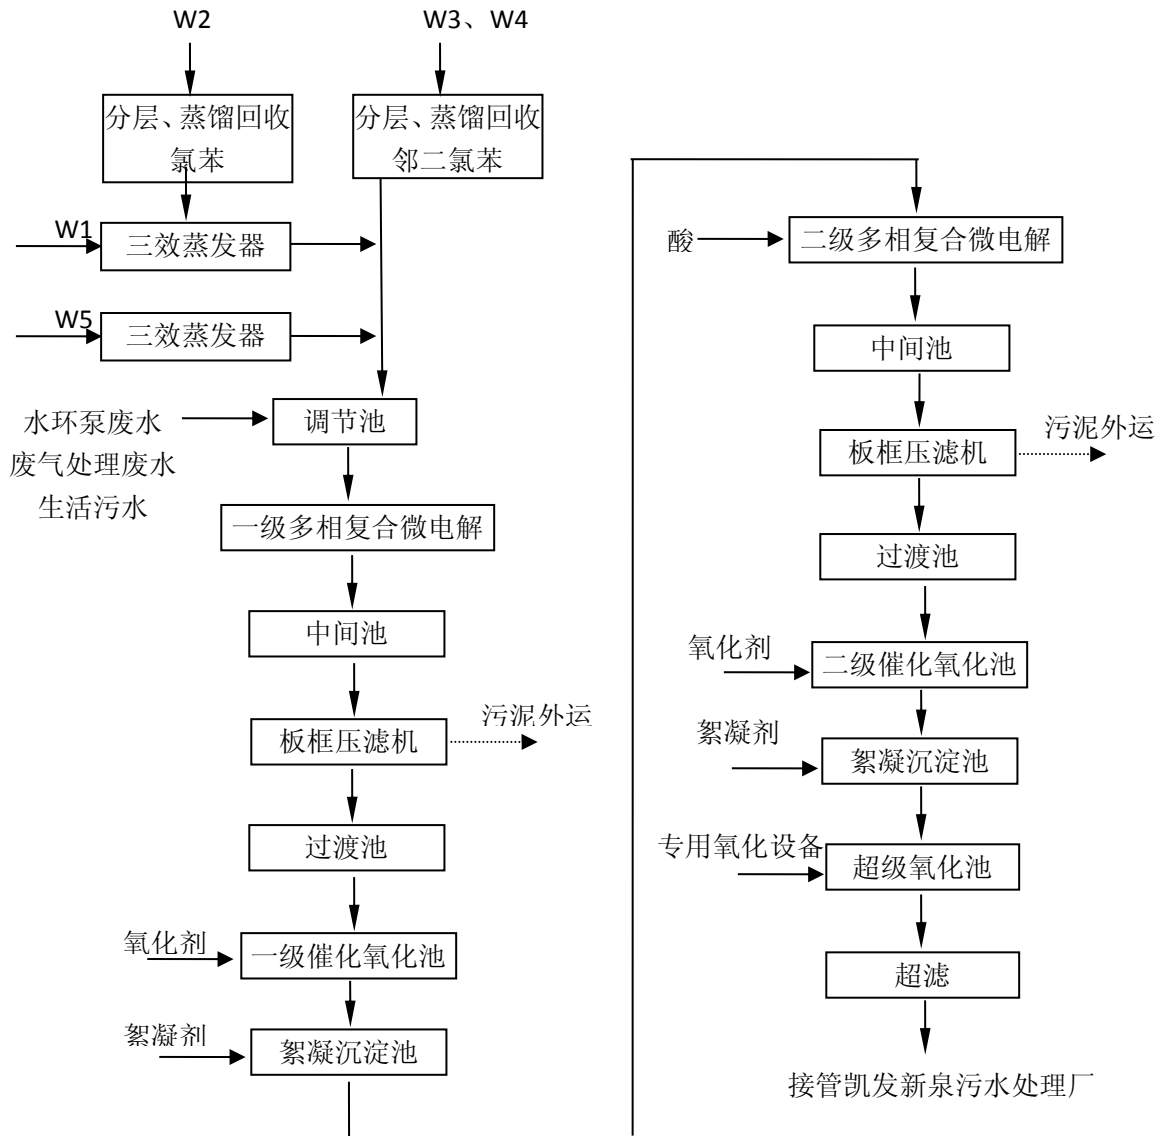 W2
W3、W4
分层、蒸馏回收
氯苯
分层、蒸馏回收
邻二氯苯
W1
三效蒸发器
W5
三效蒸发器
水环泵废水
废气处理废水
生活污水
调节池
一级多相复合微电解
中间池
板框压滤机
污泥外运
过渡池
氧化剂
一级催化氧化池
絮凝剂
絮凝沉淀池
酸
二级多相复合微电解
中间池
板框压滤机
污泥外运
过渡池
氧化剂
二级催化氧化池
絮凝剂
絮凝沉淀池
专用氧化设备
超级氧化池
超滤
接管凯发新泉污水处理厂